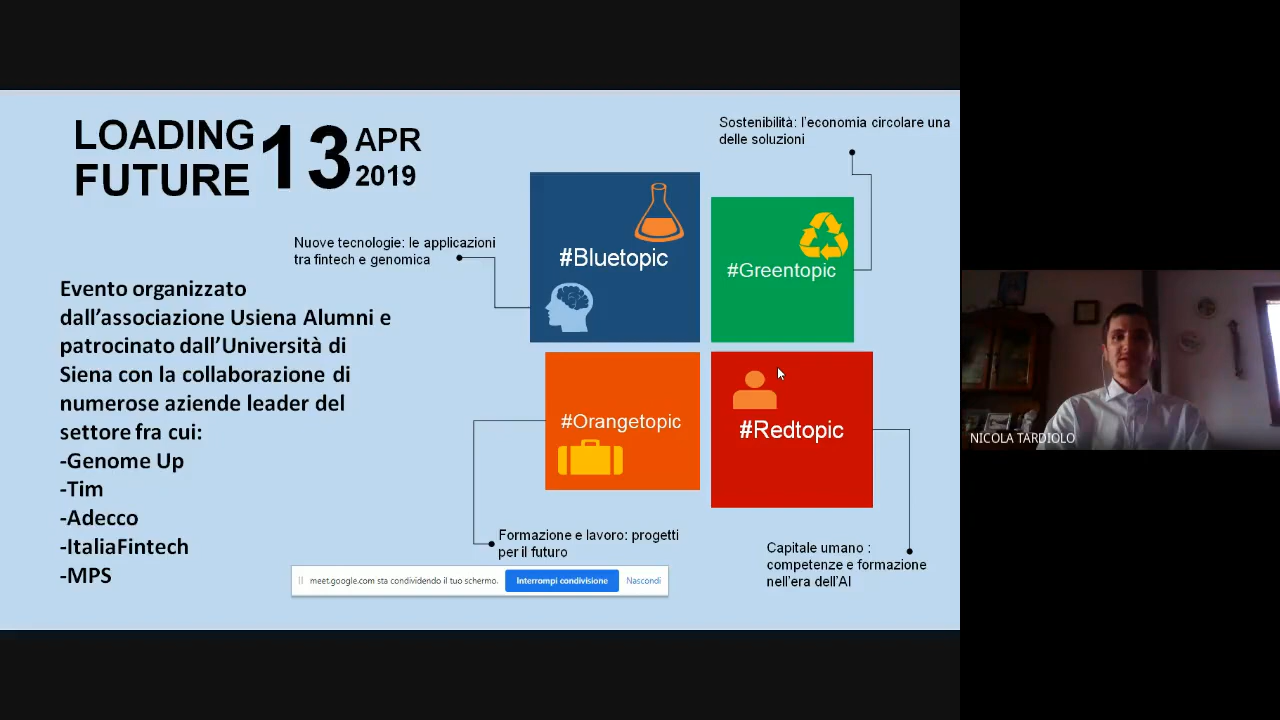 LOADING
FUTURE
13
APR
2019
Sostenibilità: l'economia circolare una
delle soluzioni
Nuove tecnologie: le applicazioni
tra fintech e genomica
#Bluetopic
#Greentopic
Evento organizzato
dall’associazione Usiena Alumni e
patrocinato dall’Università di
Siena con la collaborazione di
numerose aziende leader del
settore fra cui:
-Genome Up
-Tim
-Adecco
-ItaliaFintech
-MPS
#Orangetopic
#Redtopic
Formazione e lavoro: progetti
per il futuro
Capitale umano :
competenze e formazione
nell’era dell’AI
meet.google.com sta condividendo il tuo schermo.
Interrompi condivisione
Nascondi
NICOLA TARDIOLO